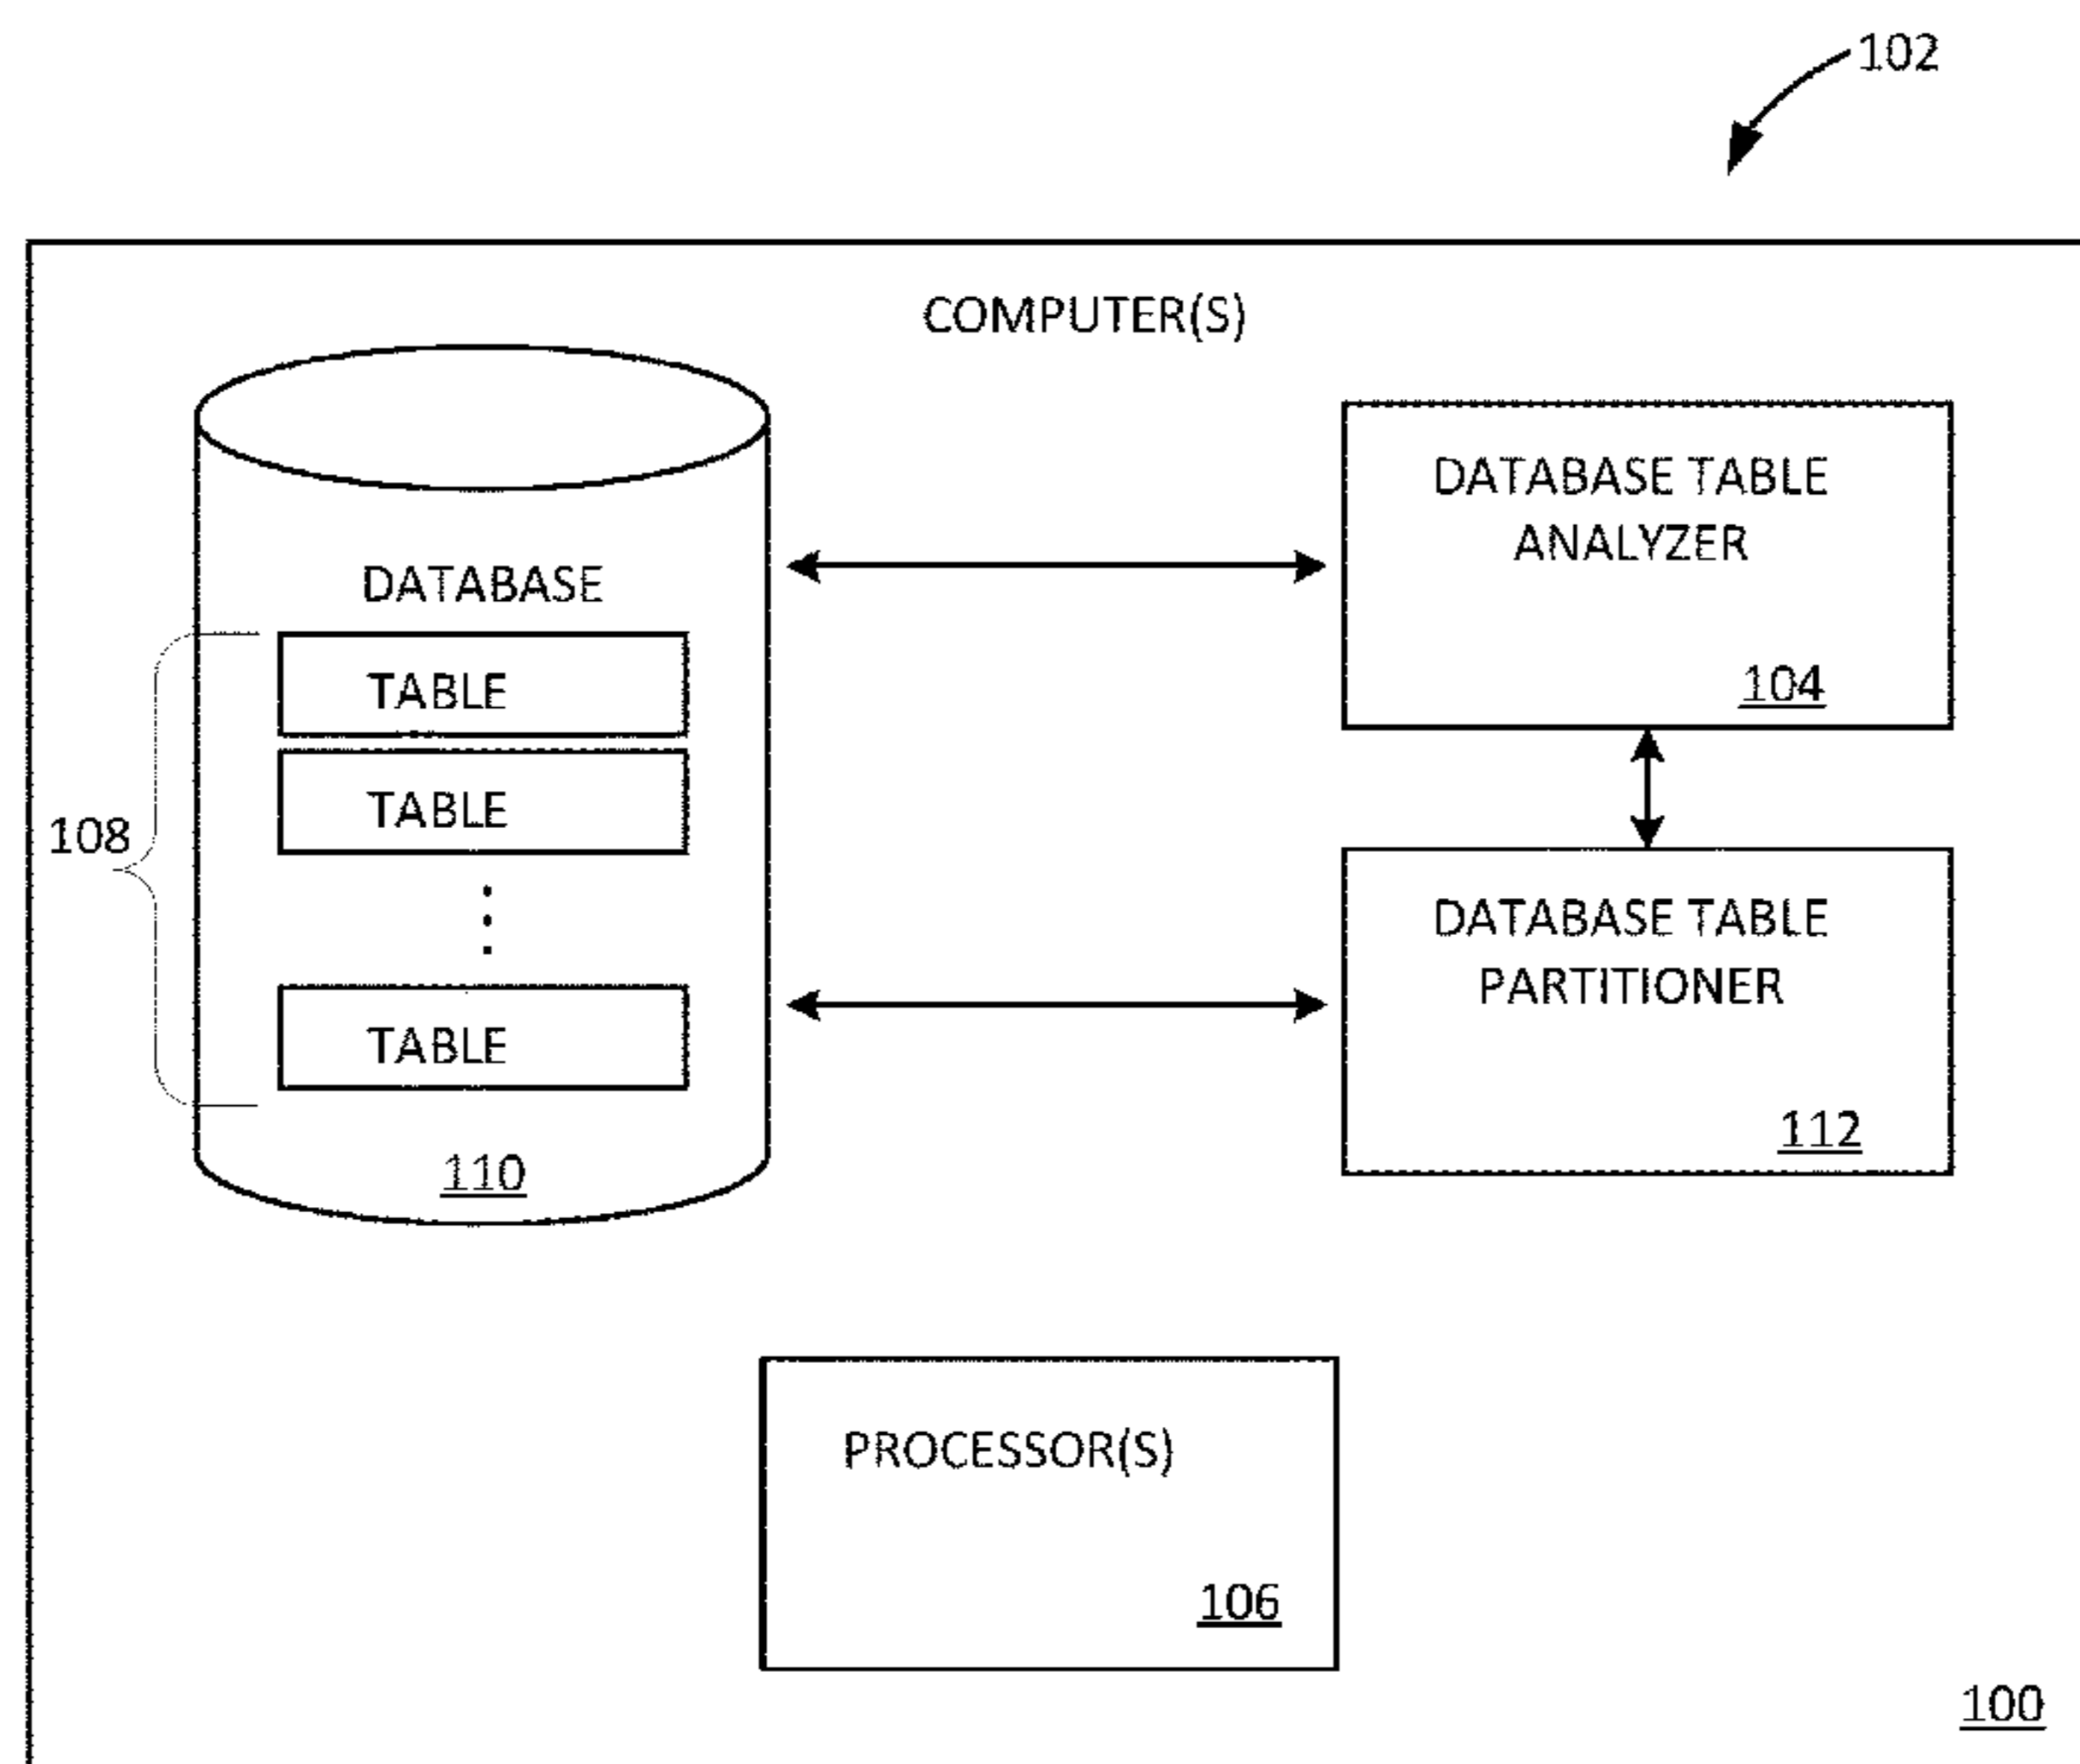 102
COMPUTER(S)
DATABASE
TABLE
TABLE
TABLE
108
110
DATABASE TABLE
ANALYZER
104
DATABASE TABLE
PARTITIONER
112
PROCESSOR(S)
106
100